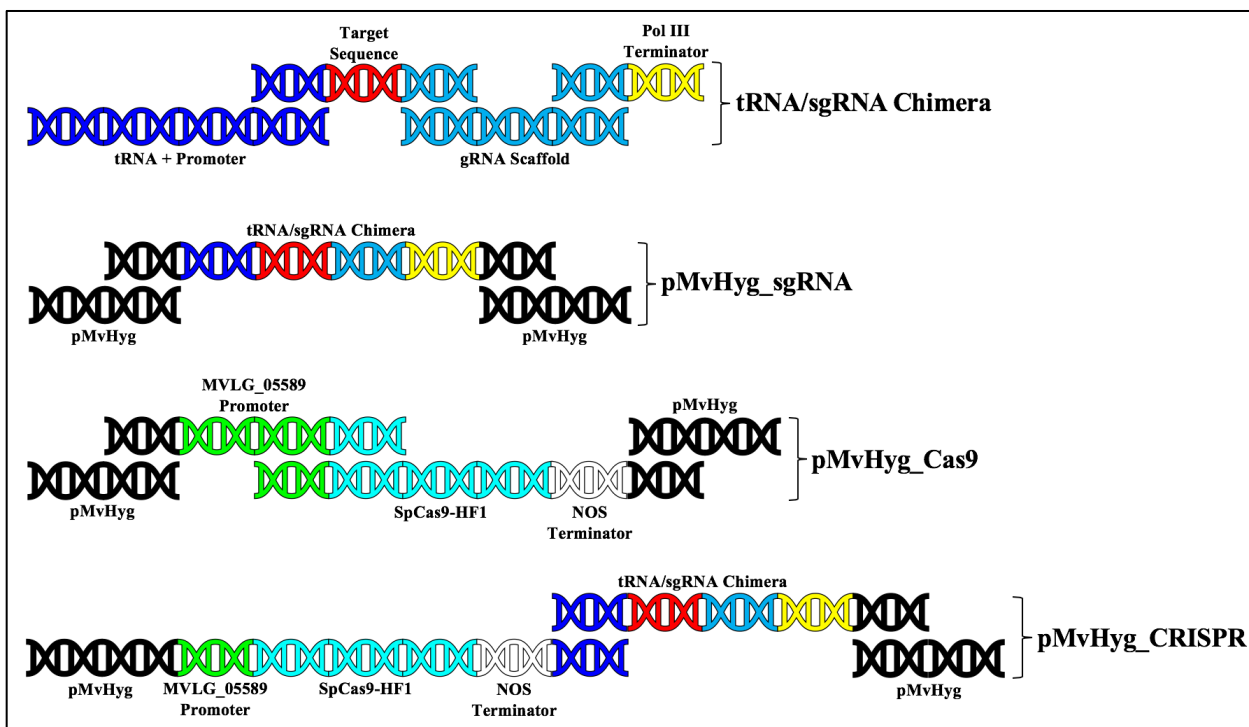 Target
Sequence
Pol III
Terminator
tRNA/sgRNA Chimera
tRNA + Promoter
gRNA Scaffold
tRNA/sgRNA Chimera
pMvHyg_sgRNA
pMvHyg
pMvHyg
MVLG_05589
Promoter
pMvHyg
pMvHyg_Cas9
pMvHyg
SpCas9-HF1
NOS
Terminator
tRNA/sgRNA Chimera
pMvHyg_CRISPR
pMvHyg
MVLG_05589
Promoter
SpCas9-HF1
NOS
Terminator
pMvHyg